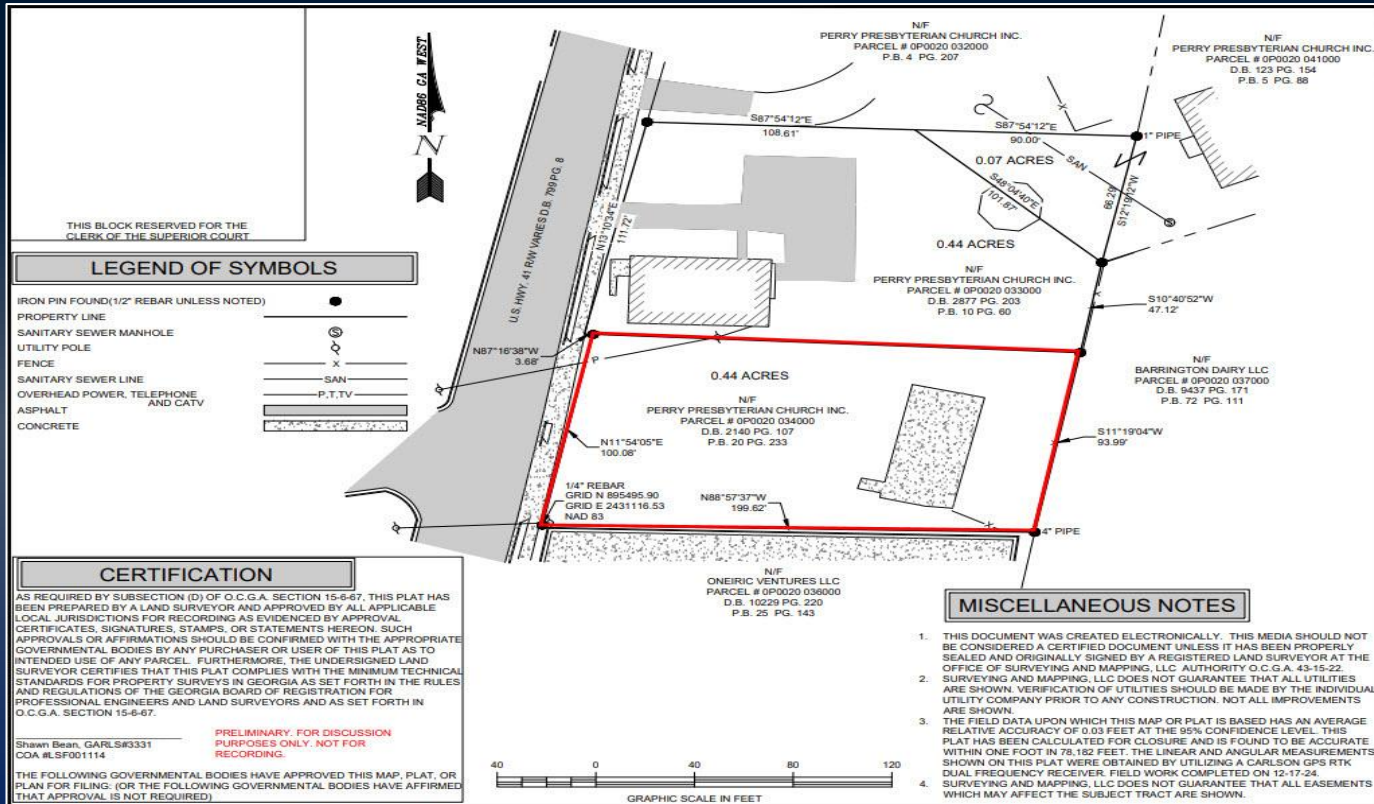 THIS BLOCK RESERVED FOR THE
CLERK OF THE SUPERIOR COURT
LEGEND OF SYMBOLS
IRON PIN FOUND(1/2" REBAR UNLESS NOTED)
PROPERTY LINE
SANITARY SEWER MANHOLE
S
UTILITY POLE
FENCE
X
SANITARY SEWER LINE
SAN
OVERHEAD POWER, TELEPHONE
AND CATV
P,T,TV
ASPHALT
CONCRETE
NAD86 GA WEST
N
U.S. HWY. 41 R/W VARIES D.B. 799 PG. 8
N/F
PERRY PRESBYTERIAN CHURCH INC.
PARCEL # 0P0020 032000
P.B. 4 PG. 207
N/F
PERRY PRESBYTERIAN CHURCH INC.
PARCEL # 0P0020 041000
D.B. 123 PG. 154
P.B. 5 PG. 88
S87°54'12"E
108.61'
S87°54'12"E
90.00'
1" PIPE
X
SAN
0.07 ACRES
S48°04'40"E
101.87'
66.29'
S12°19'12"W
S
N13°10'34"E
111.72'
0.44 ACRES
N/F
PERRY PRESBYTERIAN CHURCH INC.
PARCEL # 0P0020 033000
D.B. 2877 PG. 203
P.B. 10 PG. 60
X
S10°40'52"W
47.12'
N87°16'38"W
3.68'
P
X
0.44 ACRES
N/F
PERRY PRESBYTERIAN CHURCH INC.
PARCEL # 0P0020 034000
D.B. 2140 PG. 107
P.B. 20 PG. 233
N/F
BARRINGTON DAIRY LLC
PARCEL # 0P0020 037000
D.B. 9437 PG. 171
P.B. 72 PG. 111
N11°54'05"E
100.08'
X
S11°19'04"W
93.99'
1/4" REBAR
GRID N 895495.90
GRID E 2431116.53
NAD 83
N88°57'37"W
199.62'
X
X
4" PIPE
N/F
ONEIRIC VENTURES LLC
PARCEL # 0P0020 036000
D.B. 10229 PG. 220
P.B. 25 PG. 143
CERTIFICATION
AS REQUIRED BY SUBSECTION (D) OF O.C.G.A. SECTION 15-6-67, THIS PLAT HAS
BEEN PREPARED BY A LAND SURVEYOR AND APPROVED BY ALL APPLICABLE
LOCAL JURISDICTIONS FOR RECORDING AS EVIDENCED BY APPROVAL
CERTIFICATES, SIGNATURES, STAMPS, OR STATEMENTS HEREON. SUCH
APPROVALS OR AFFIRMATIONS SHOULD BE CONFIRMED WITH THE APPROPRIATE
GOVERNMENTAL BODIES BY ANY PURCHASER OR USER OF THIS PLAT AS TO
INTENDED USE OF ANY PARCEL. FURTHERMORE, THE UNDERSIGNED LAND
SURVEYOR CERTIFIES THAT THIS PLAT COMPLIES WITH THE MINIMUM TECHNICAL
STANDARDS FOR PROPERTY SURVEYS IN GEORGIA AS SET FORTH IN THE RULES
AND REGULATIONS OF THE GEORGIA BOARD OF REGISTRATION FOR
PROFESSIONAL ENGINEERS AND LAND SURVEYORS AND AS SET FORTH IN
O.C.G.A. SECTION 15-6-67.
Shawn Bean, GARLS#3331
COA #LSF001114
PRELIMINARY. FOR DISCUSSION
PURPOSES ONLY. NOT FOR
RECORDING.
THE FOLLOWING GOVERNMENTAL BODIES HAVE APPROVED THIS MAP, PLAT, OR
PLAN FOR FILING: (OR THE FOLLOWING GOVERNMENTAL BODIES HAVE AFFIRMED
THAT APPROVAL IS NOT REQUIRED)
40 0 40 80 120
GRAPHIC SCALE IN FEET
MISCELLANEOUS NOTES
1. THIS DOCUMENT WAS CREATED ELECTRONICALLY. THIS MEDIA SHOULD NOT
BE CONSIDERED A CERTIFIED DOCUMENT UNLESS IT HAS BEEN PROPERLY
SEALED AND ORIGINALLY SIGNED BY A REGISTERED LAND SURVEYOR AT THE
OFFICE OF SURVEYING AND MAPPING, LLC AUTHORITY O.C.G.A. 43-15-22.
2. SURVEYING AND MAPPING, LLC DOES NOT GUARANTEE THAT ALL UTILITIES
ARE SHOWN. VERIFICATION OF UTILITIES SHOULD BE MADE BY THE INDIVIDUAL
UTILITY COMPANY PRIOR TO ANY CONSTRUCTION. NOT ALL IMPROVEMENTS
ARE SHOWN.
3. THE FIELD DATA UPON WHICH THIS MAP OR PLAT IS BASED HAS AN AVERAGE
RELATIVE ACCURACY OF 0.03 FEET AT THE 95% CONFIDENCE LEVEL. THIS
PLAT HAS BEEN CALCULATED FOR CLOSURE AND IS FOUND TO BE ACCURATE
WITHIN ONE FOOT IN 78,182 FEET. THE LINEAR AND ANGULAR MEASUREMENTS
SHOWN ON THIS PLAT WERE OBTAINED BY UTILIZING A CARLSON GPS RTK
DUAL FREQUENCY RECEIVER. FIELD WORK COMPLETED ON 12-17-24.
4. SURVEYING AND MAPPING, LLC DOES NOT GUARANTEE THAT ALL EASEMENTS
WHICH MAY AFFECT THE SUBJECT TRACT ARE SHOWN.